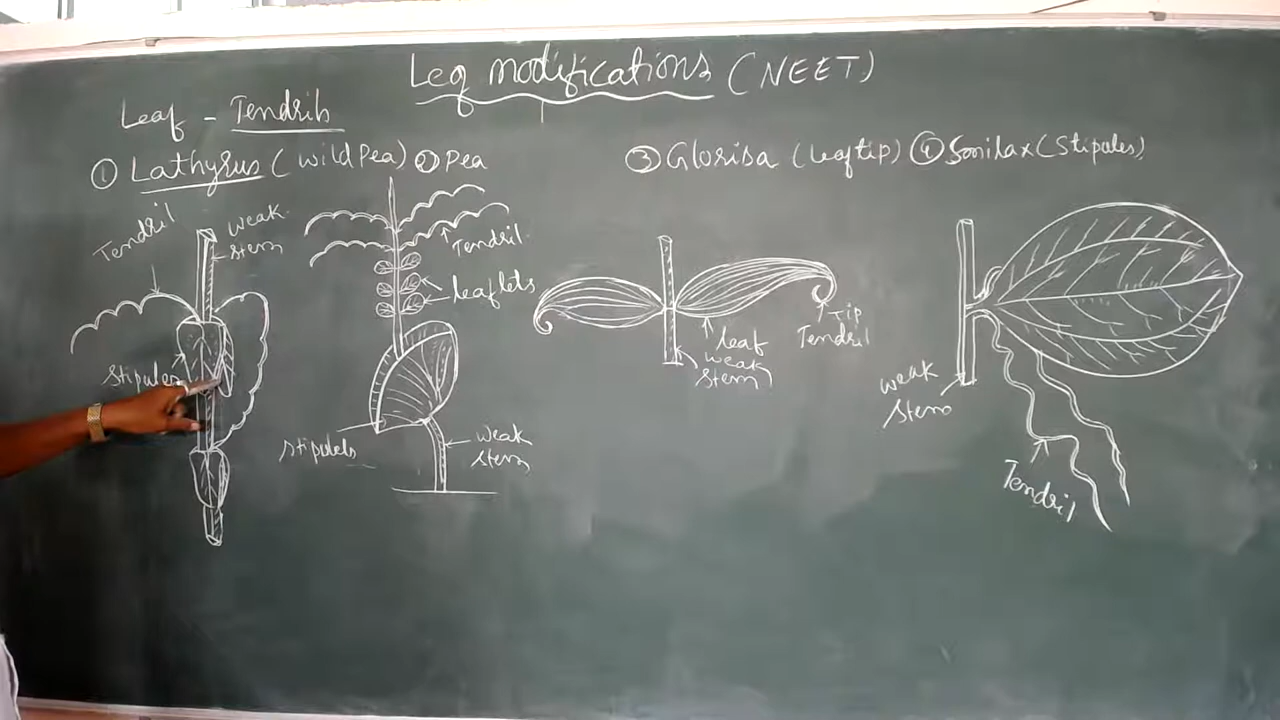 Leaf modifications (NEET)
Leaf - Tendrils
① Lathyrus (wild Pea) ② Pea
③ Glorisa (Leaf tip) ④ Smilax (Stipules)
Tendril
weak
stem
Stipules
Tendril
leaflets
Stipules
weak
stem
Tip
Tendril
leaf
weak
stem
weak
stem
Tendril